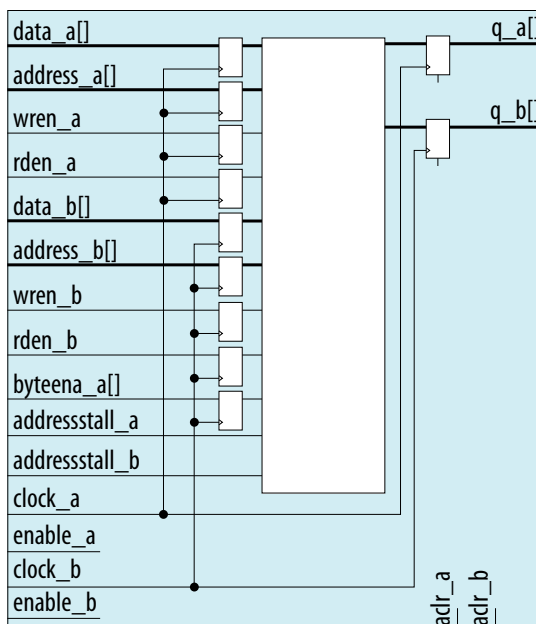 data_a[]
address_a[]
wren_a
rden_a
data_b[]
address_b[]
wren_b
rden_b
byteena_a[]
addressstall_a
addressstall_b
clock_a
enable_a
clock_b
enable_b
q_a[]
q_b[]
aclr_a
aclr_b